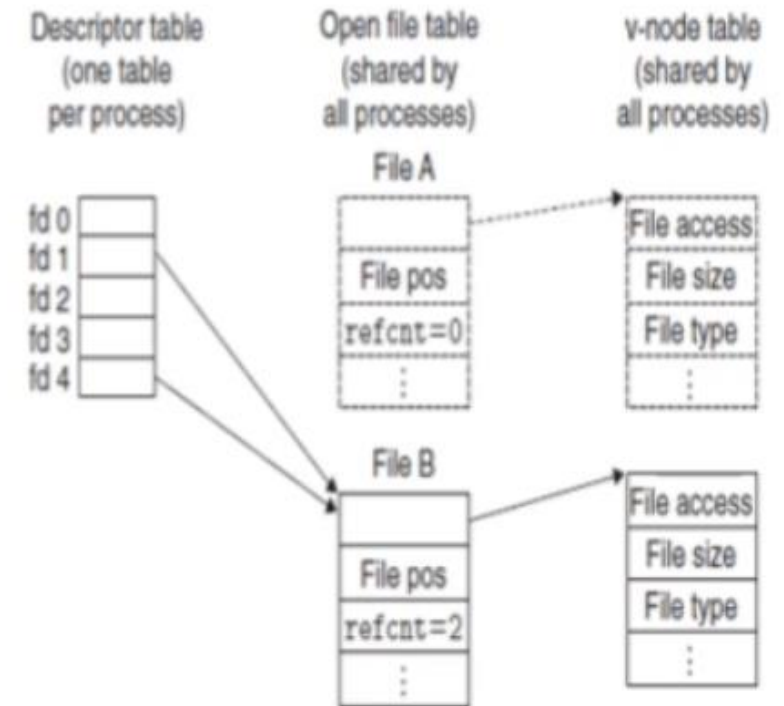 Descriptor table
(one table
per process)
Open file table
(shared by
all processes)
v-node table
(shared by
all processes)
fd 0
fd 1
fd 2
fd 3
fd 4
File A
File pos
refcnt=0
⋮
File access
File size
File type
⋮
File B
File pos
refcnt=2
⋮
File access
File size
File type
⋮